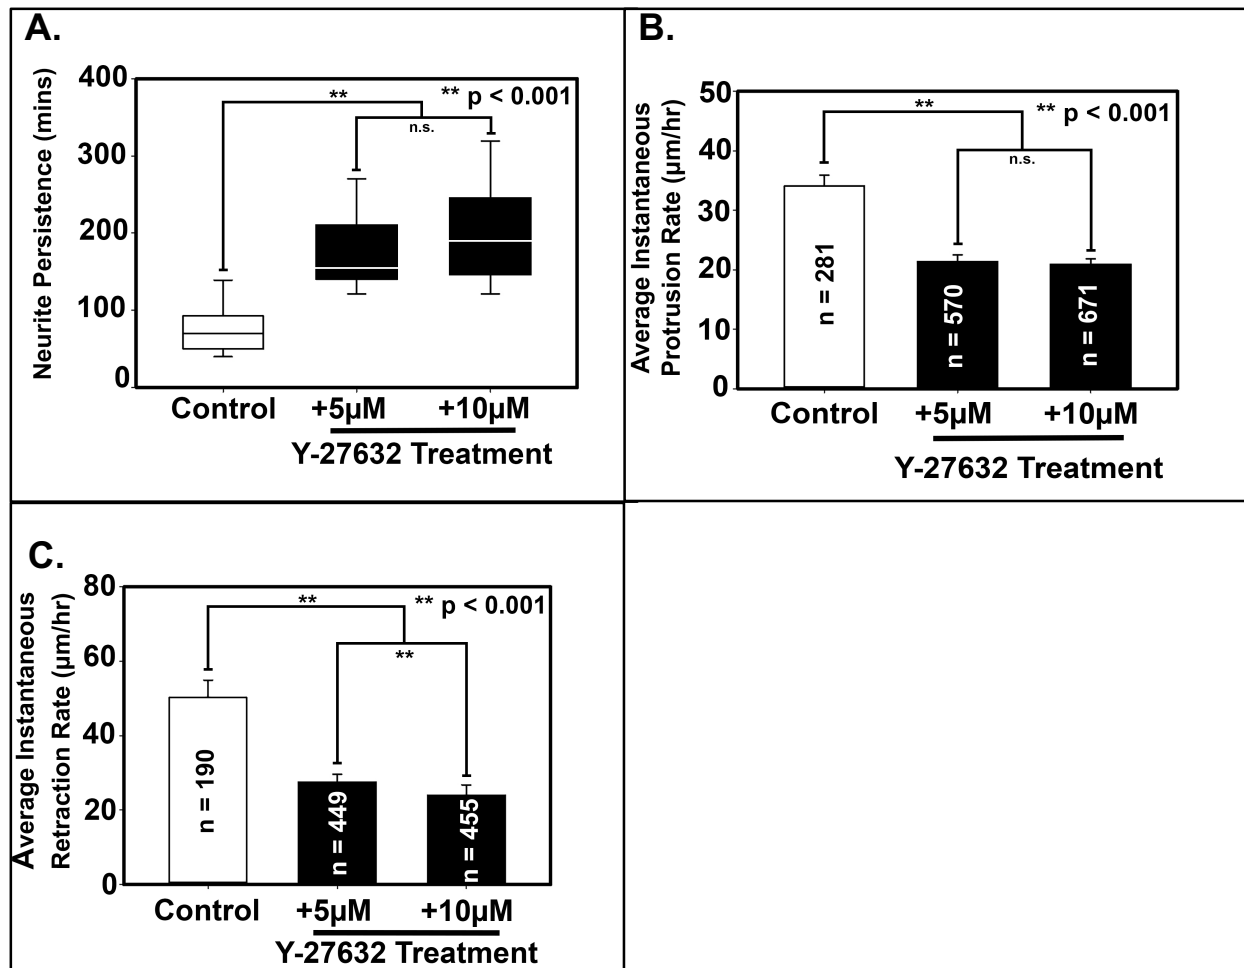 A.
Neurite Persistence (mins)
400
300
200
100
0
**
** p < 0.001
n.s.
Control
+5µM
+10µM
Y-27632 Treatment
B.
Average Instantaneous
Protrusion Rate (µm/hr)
50
40
30
20
10
0
**
** p < 0.001
n.s.
n = 281
n = 570
n = 671
Control
+5µM
+10µM
Y-27632 Treatment
C.
Average Instantaneous
Retraction Rate (µm/hr)
80
60
40
20
0
**
** p < 0.001
**
n = 190
n = 449
n = 455
Control
+5µM
+10µM
Y-27632 Treatment